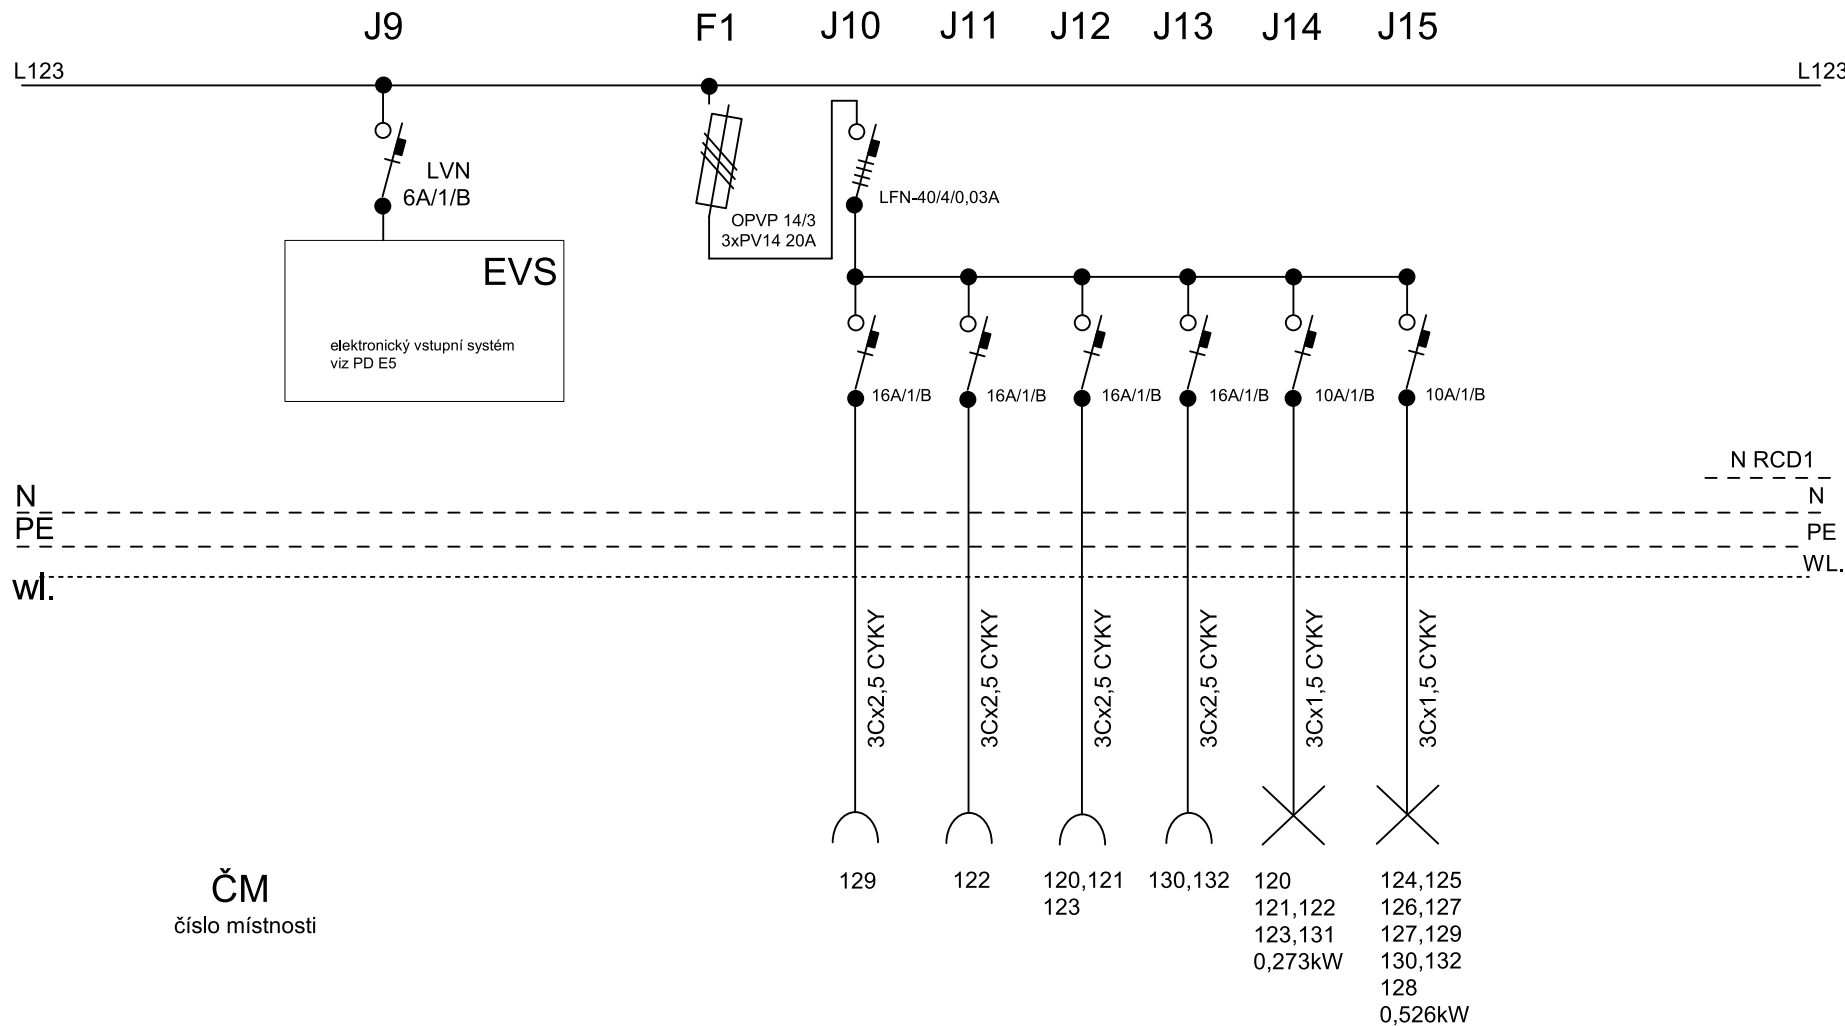 J9 F1 J10 J11 J12 J13 J14 J15
L123 L123
LVN
6A/1/B
LFN-40/4/0,03A
OPVP 14/3
3xPV14 20A
EVS
elektronický vstupní systém
viz PD E5
16A/1/B 16A/1/B 16A/1/B 16A/1/B 10A/1/B 10A/1/B
N RCD1
N N
PE PE
WL.
wl.
3Cx2,5 CYKY
3Cx2,5 CYKY
3Cx2,5 CYKY
3Cx2,5 CYKY
3Cx1,5 CYKY
3Cx1,5 CYKY
ČM
číslo místnosti
129
122
120,121
123
130,132
120
121,122
123,131
0,273kW
124,125
126,127
127,129
130,132
128
0,526kW